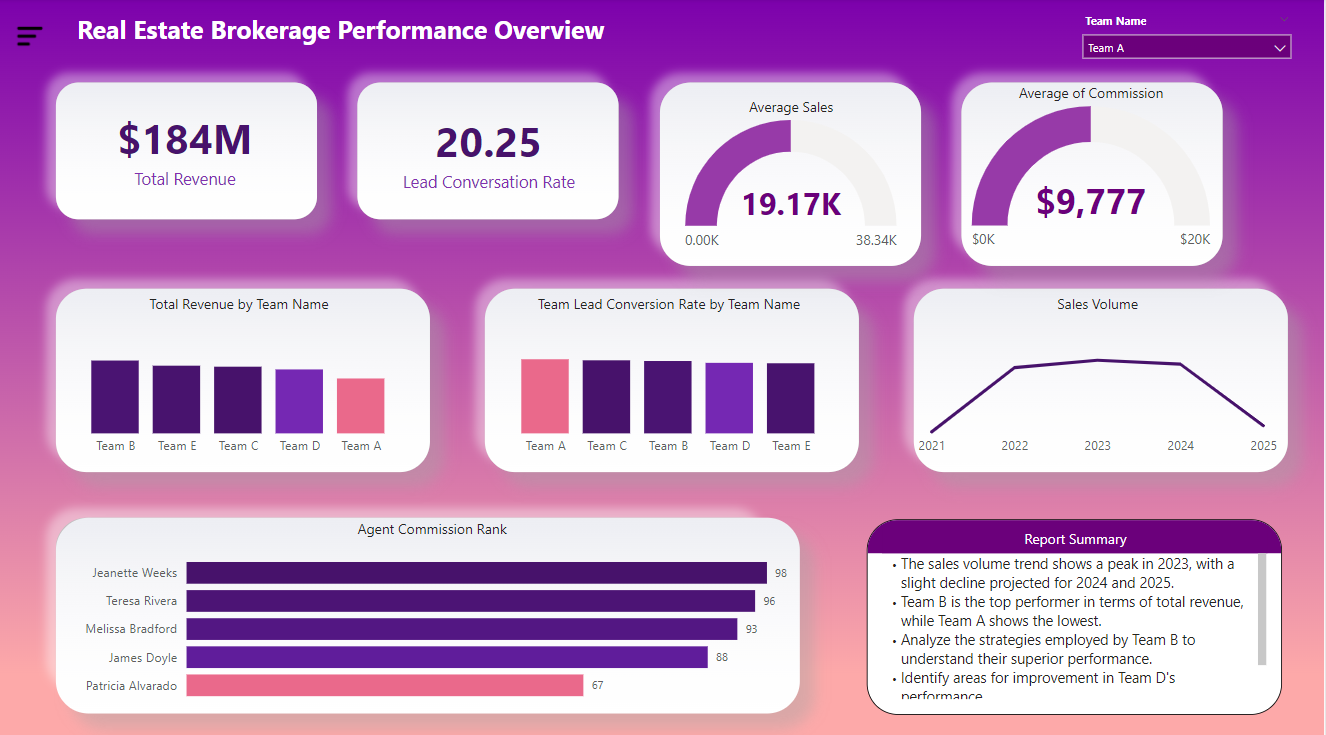 Real Estate Brokerage Performance Overview
Team Name
Team A
$184M
Total Revenue
20.25
Lead Conversation Rate
Average Sales
19.17K
0.00K
38.34K
Average of Commission
$9,777
$0K
$20K
Total Revenue by Team Name
Team B
Team E
Team C
Team D
Team A
Team Lead Conversion Rate by Team Name
Team A
Team C
Team B
Team D
Team E
Sales Volume
2021
2022
2023
2024
2025
Agent Commission Rank
Jeanette Weeks 98
Teresa Rivera 96
Melissa Bradford 93
James Doyle 88
Patricia Alvarado 67
Report Summary
• The sales volume trend shows a peak in 2023, with a
slight decline projected for 2024 and 2025.
• Team B is the top performer in terms of total revenue,
while Team A shows the lowest.
• Analyze the strategies employed by Team B to
understand their superior performance.
• Identify areas for improvement in Team D's
performance